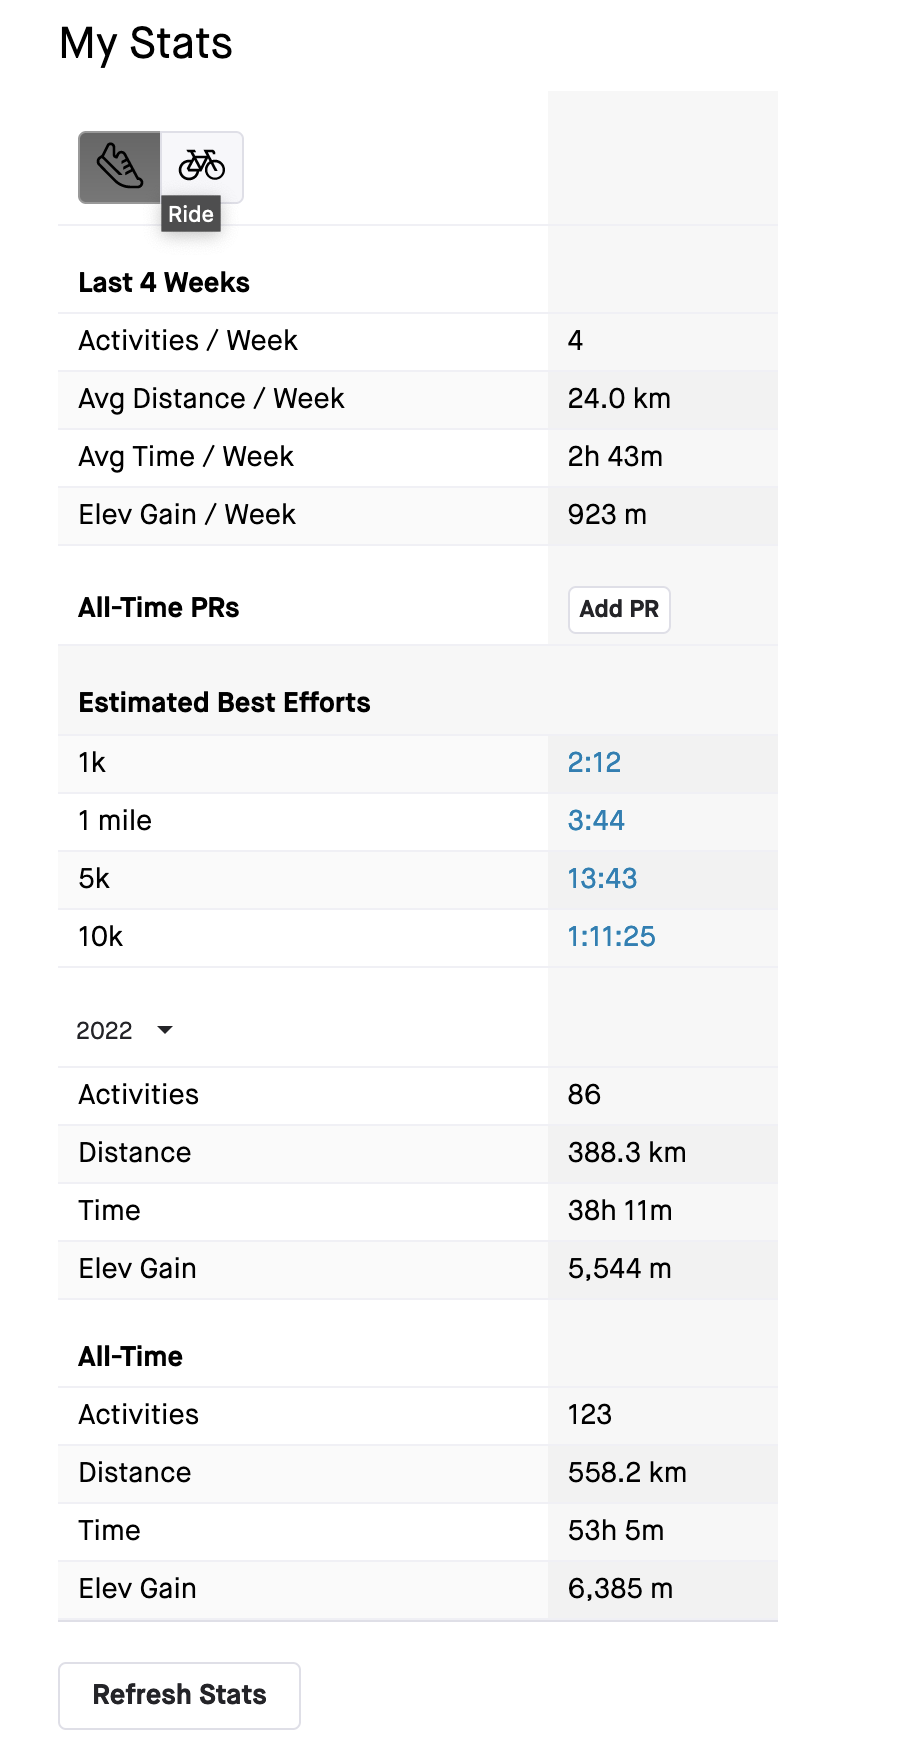 My Stats
Ride
Last 4 Weeks
Activities / Week 4
Avg Distance / Week 24.0 km
Avg Time / Week 2h 43m
Elev Gain / Week 923 m
All-Time PRs Add PR
Estimated Best Efforts
1k 2:12
1 mile 3:44
5k 13:43
10k 1:11:25
2022
Activities 86
Distance 388.3 km
Time 38h 11m
Elev Gain 5,544 m
All-Time
Activities 123
Distance 558.2 km
Time 53h 5m
Elev Gain 6,385 m
Refresh Stats